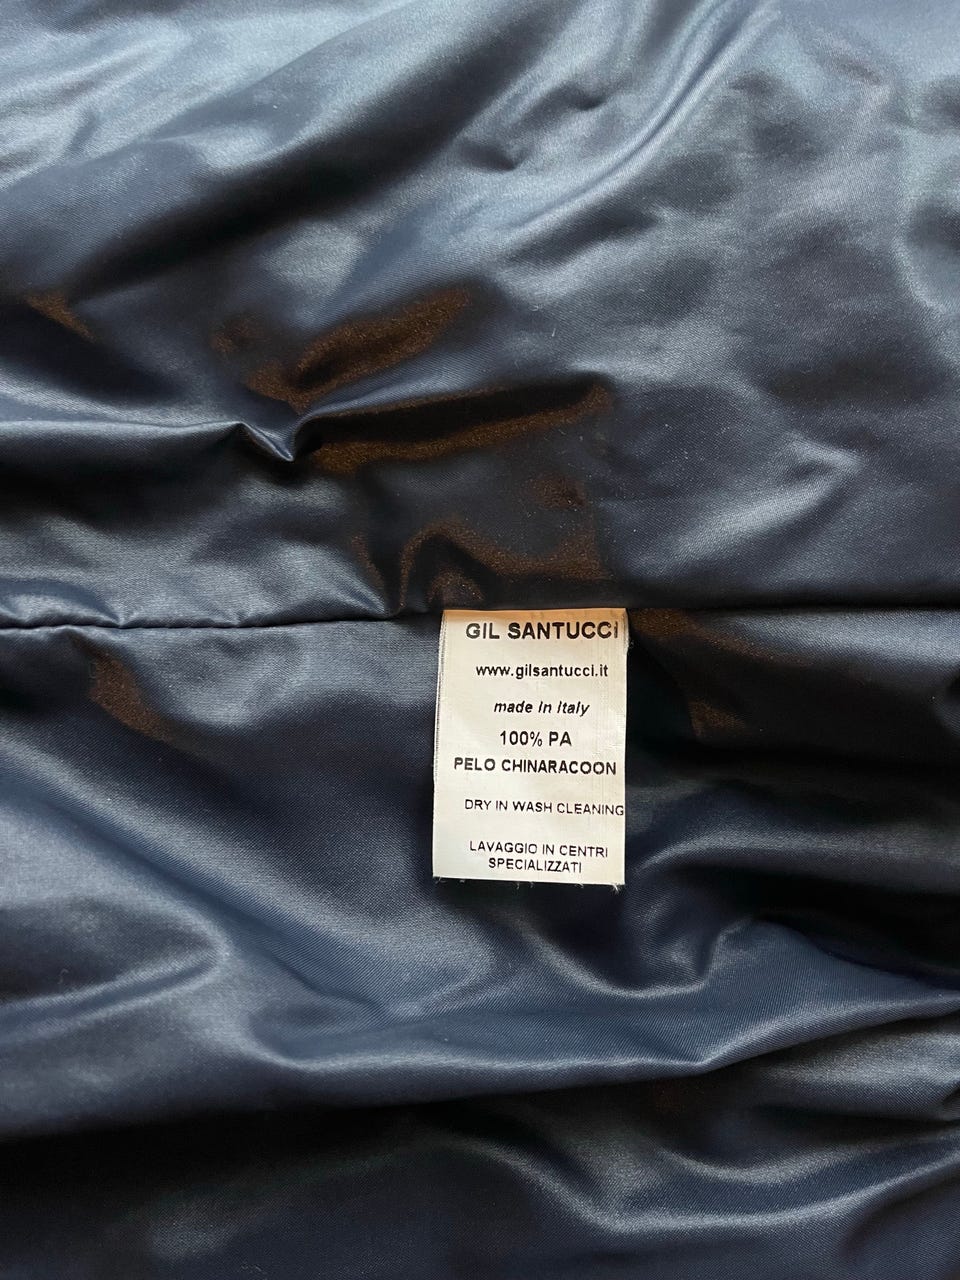 GIL SANTUCCI
www.gilsantucci.it
made in Italy
100% PA
PELO CHINARACOON
DRY IN WASH CLEANING
LAVAGGIO IN CENTRI
SPECIALIZZATI